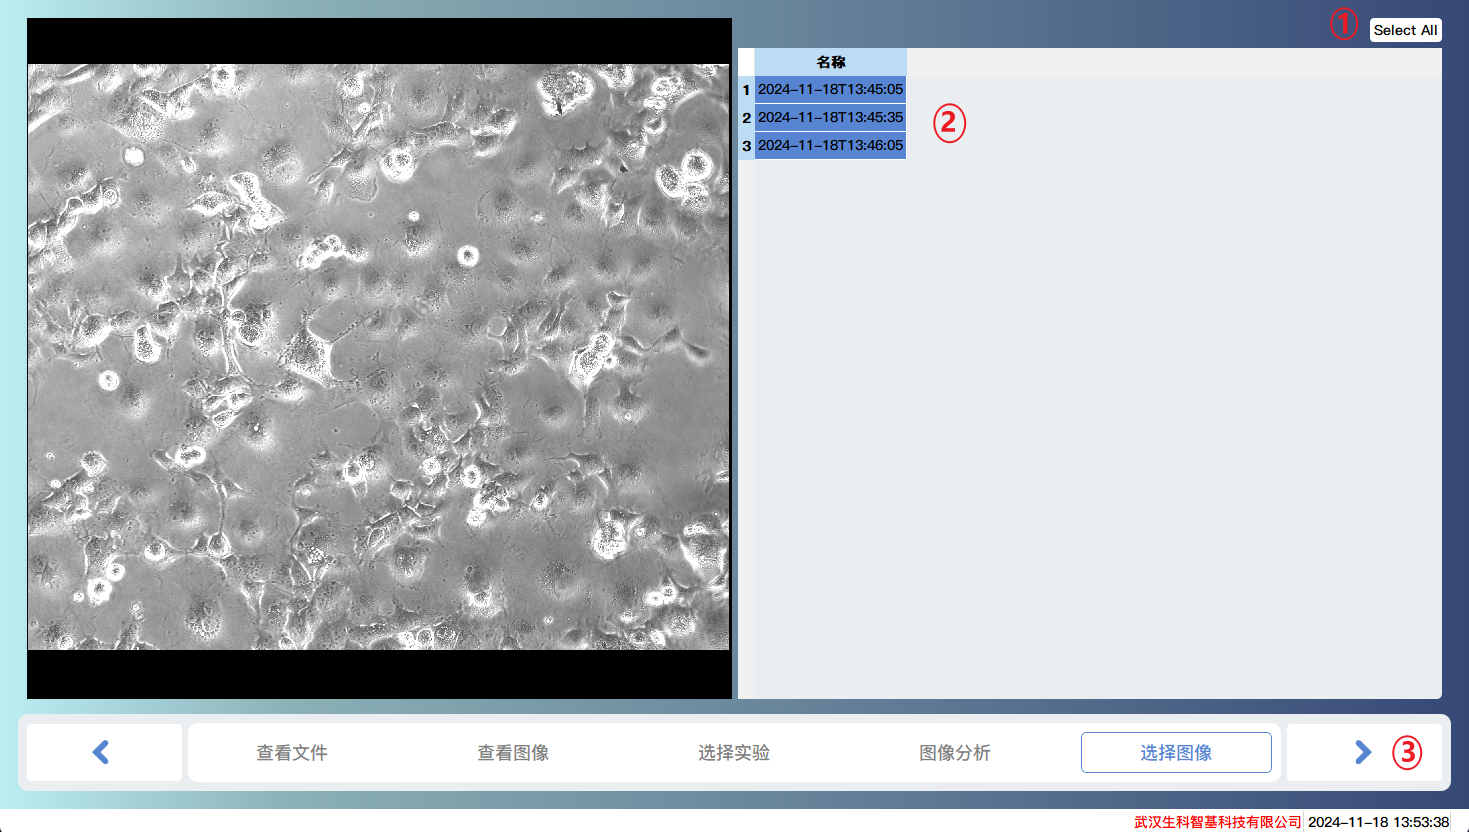 ① Select All
名称
1 2024-11-18T13:45:05
2 2024-11-18T13:45:35
3 2024-11-18T13:46:05
②
查看文件 查看图像 选择实验 图像分析 选择图像 ③
武汉生科智基科技有限公司 2024-11-18 13:53:38